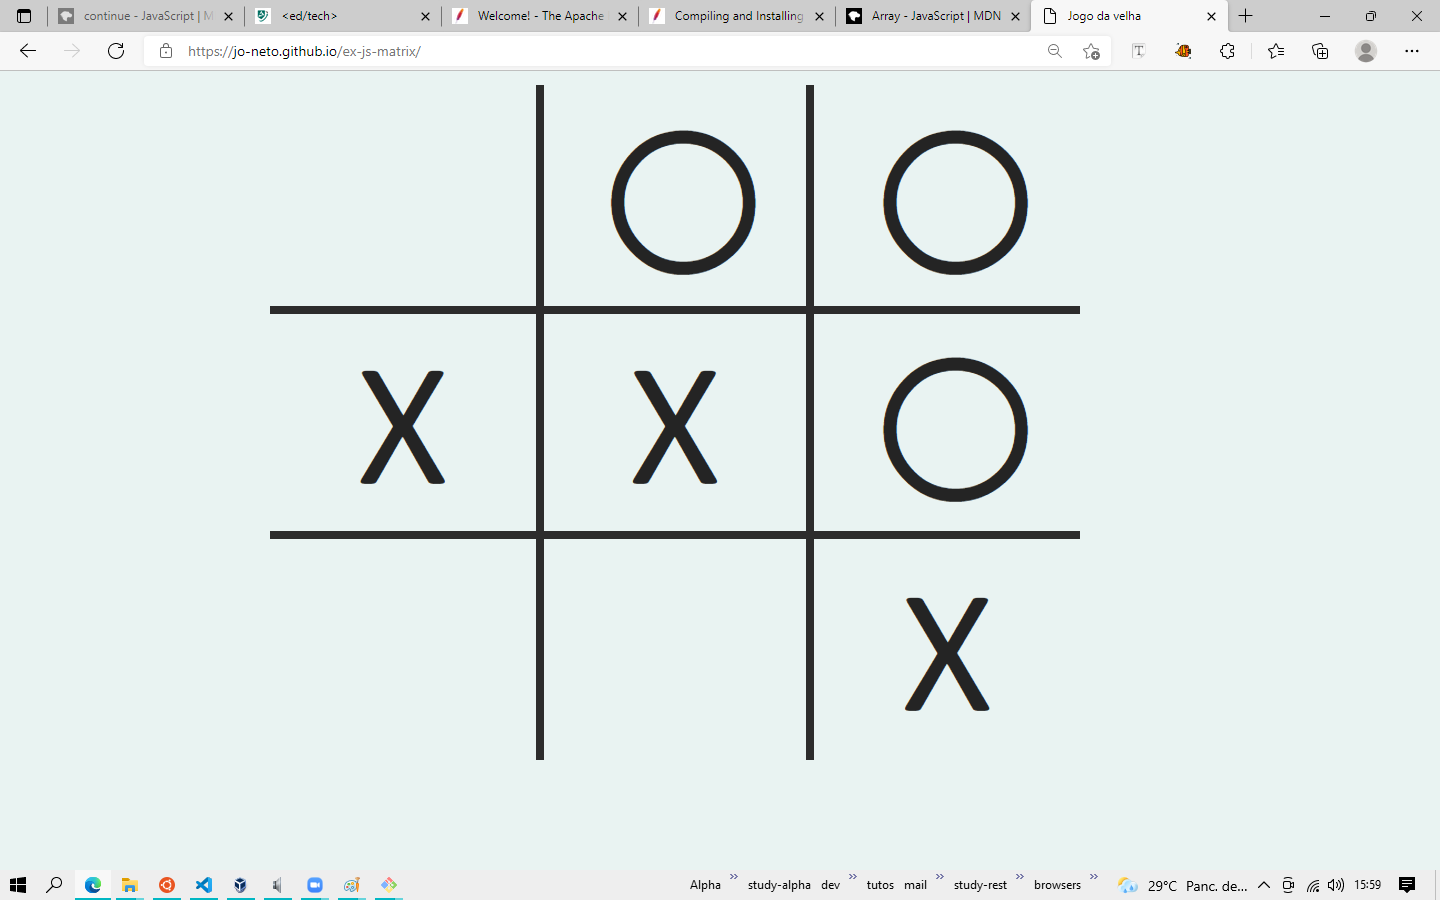 continue - JavaScript | M
<ed/tech>
Welcome! - The Apache
Compiling and Installing
Array - JavaScript | MDN
Jogo da velha
https://jo-neto.github.io/ex-js-matrix/
O O
X X O
X
Alpha » study-alpha dev » tutos mail » study-rest » browsers » 29°C Panc. de... 15:59